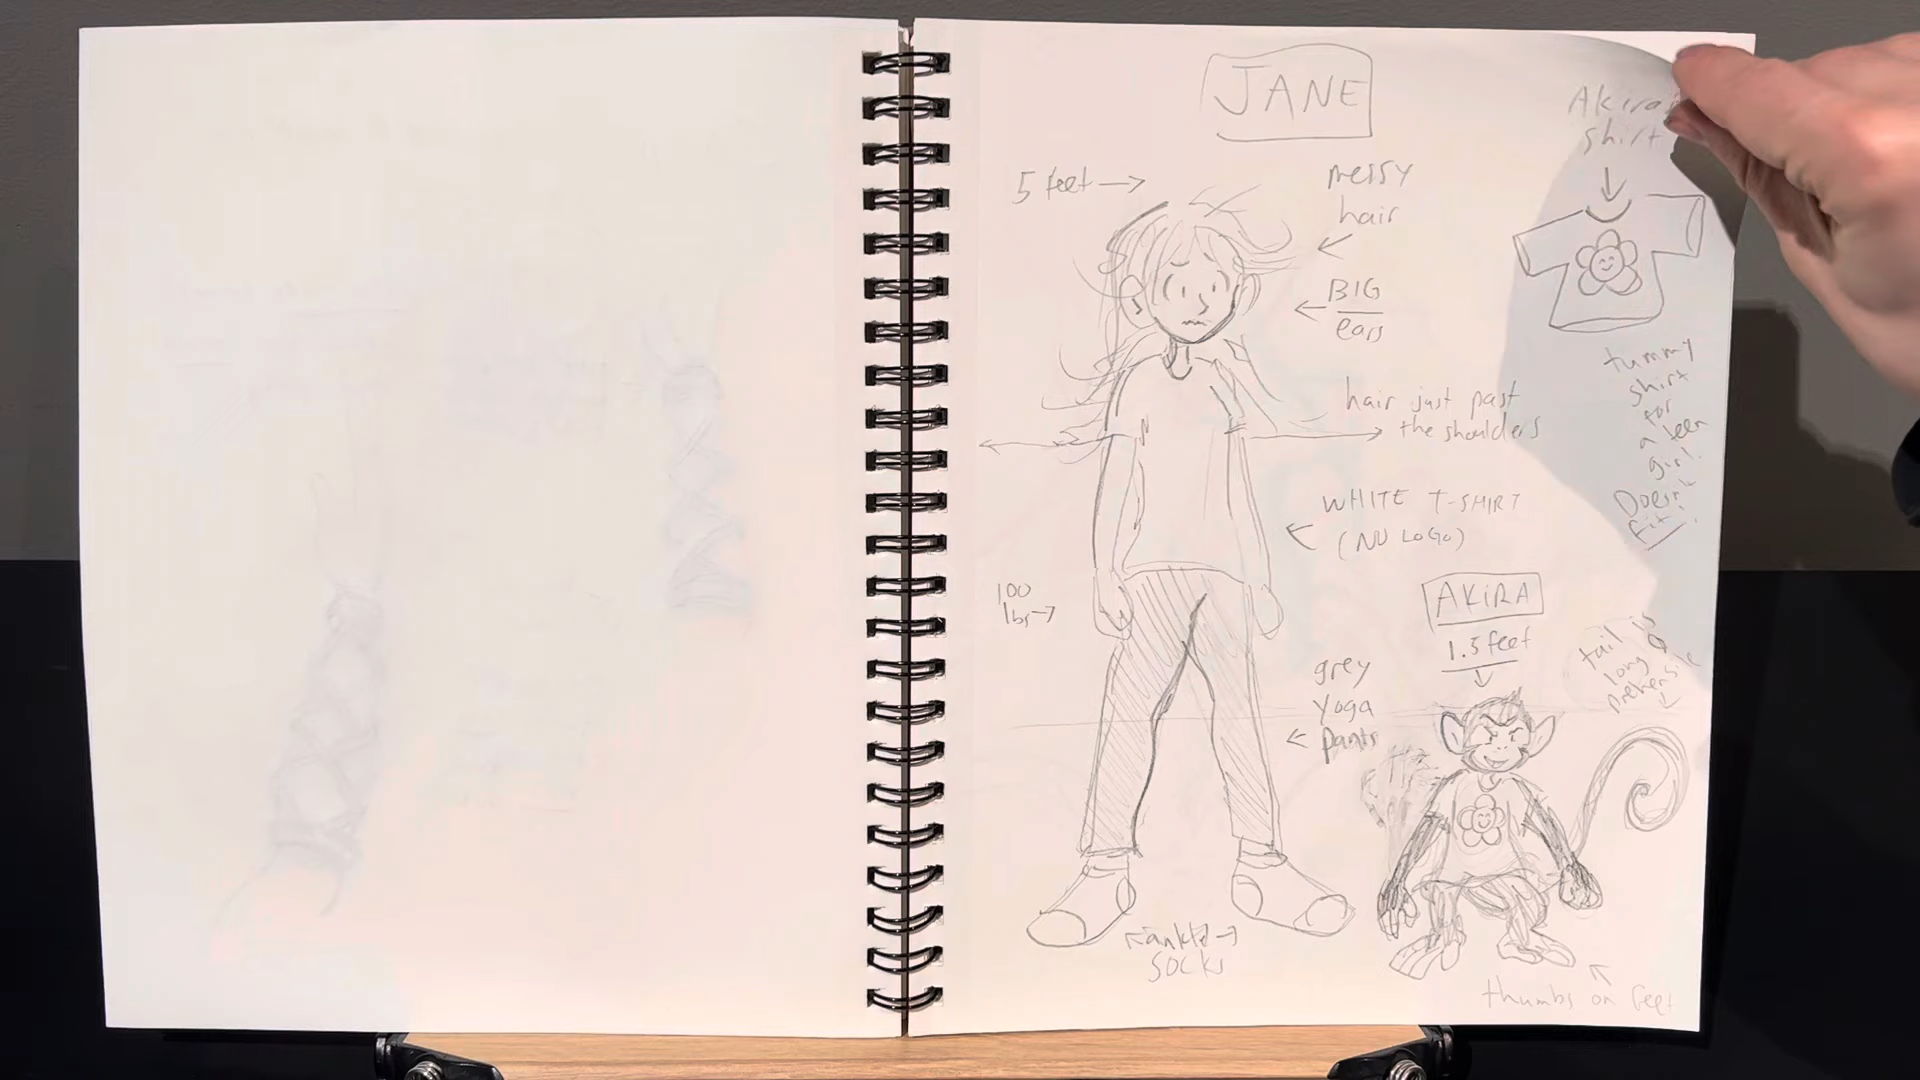 JANE
5 feet →
messy
hair
BIG
ears
hair just past
the shoulders
WHITE T-SHIRT
(NO LOGO)
100
lbs →
grey
yoga
pants
← ankle →
socks
Akira's
shirt
tummy
shirt
for
a teen
girl.
Doesn't
fit!
AKIRA
1.5 feet
tail is
long &
prehensile
thumbs on feet